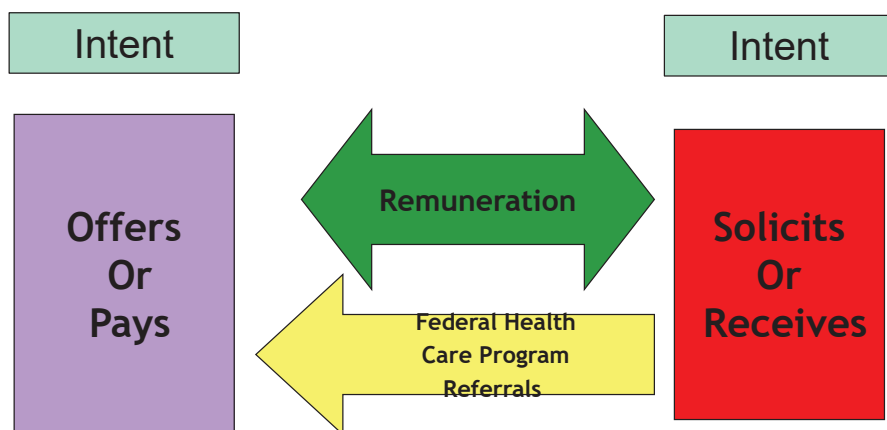 Intent
Intent
Offers
Or
Pays
Remuneration
Solicits
Or
Receives
Federal Health
Care Program
Referrals